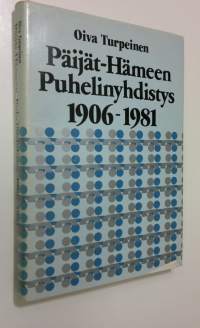 Oiva Turpeinen
Päijät-Hämeen
Puhelinyhdistys
1906-1981